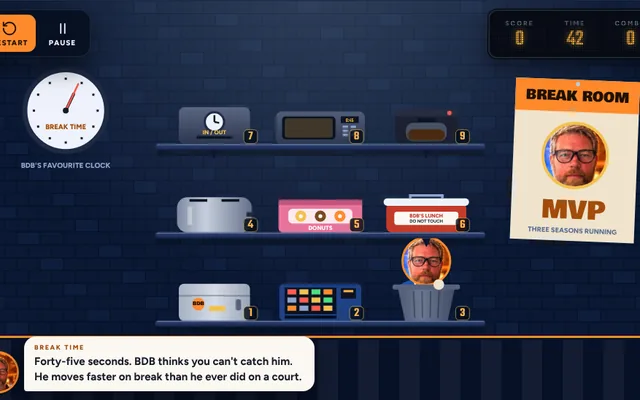 RESTART
PAUSE
SCORE
TIME
COMB
0
42
0
BREAK TIME
BDB'S FAVOURITE CLOCK
IN / OUT
7
8
9
BREAK ROOM
MVP
THREE SEASONS RUNNING
4
DONUTS
5
BDB'S LUNCH
DO NOT TOUCH
6
BDB
1
2
3
BREAK TIME
Forty-five seconds. BDB thinks you can't catch him.
He moves faster on break than he ever did on a court.